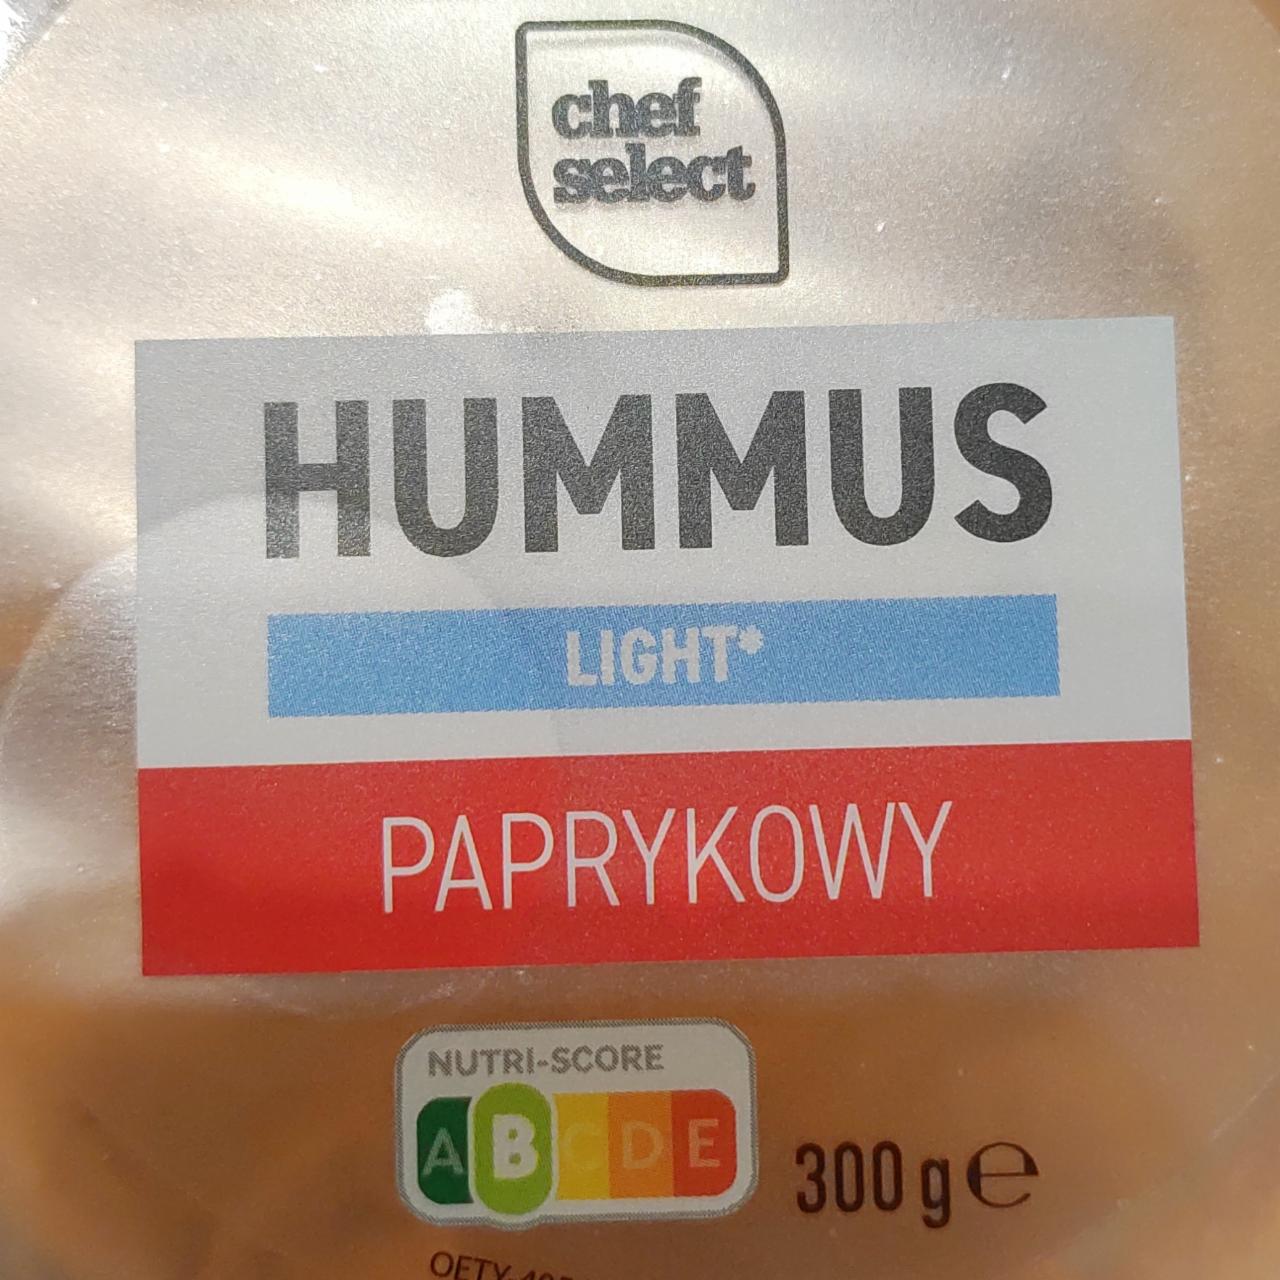 chef
select
HUMMUS
LIGHT*
PAPRYKOWY
NUTRI-SCORE
A B C D E
300 g e